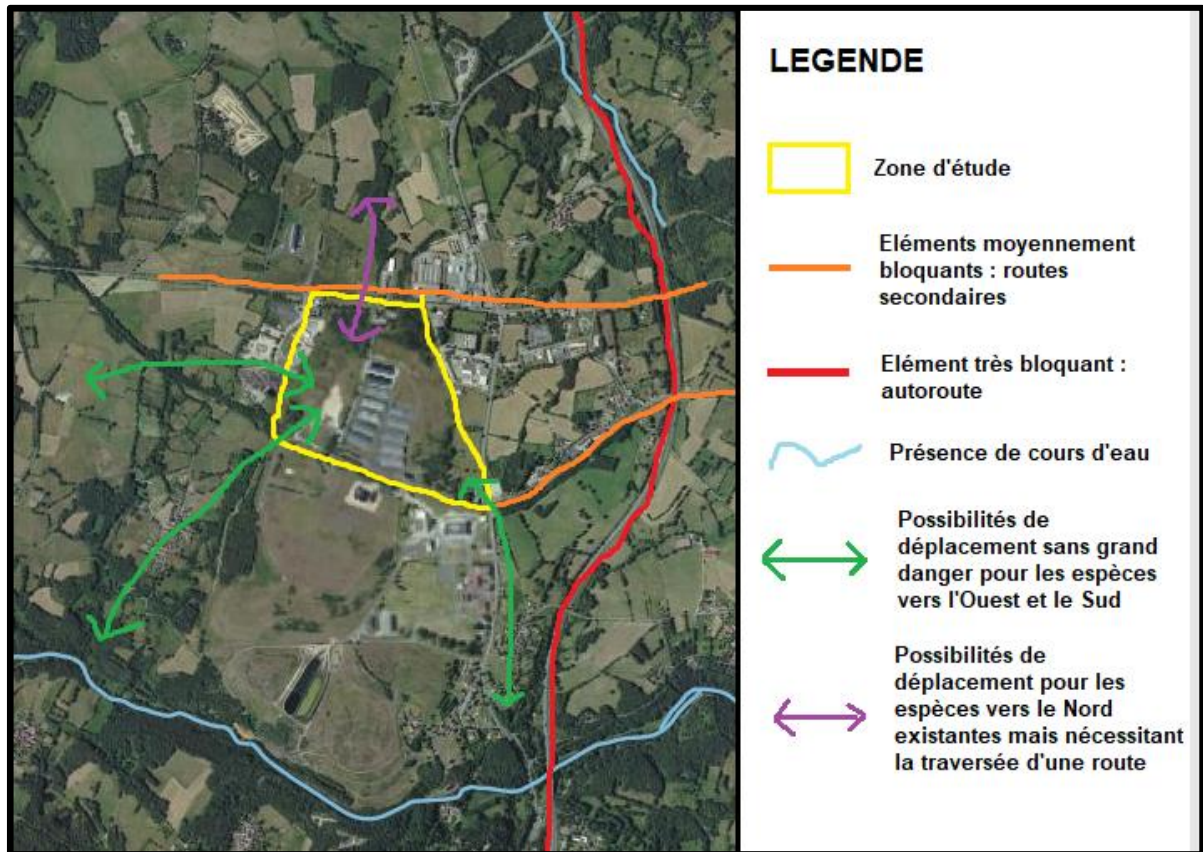 LEGENDE
Zone d'étude
Eléments moyennement
bloquants : routes
secondaires
Elément très bloquant :
autoroute
Présence de cours d'eau
Possibilités de
déplacement sans grand
danger pour les espèces
vers l'Ouest et le Sud
Possibilités de
déplacement pour les
espèces vers le Nord
existantes mais nécessitant
la traversée d'une route